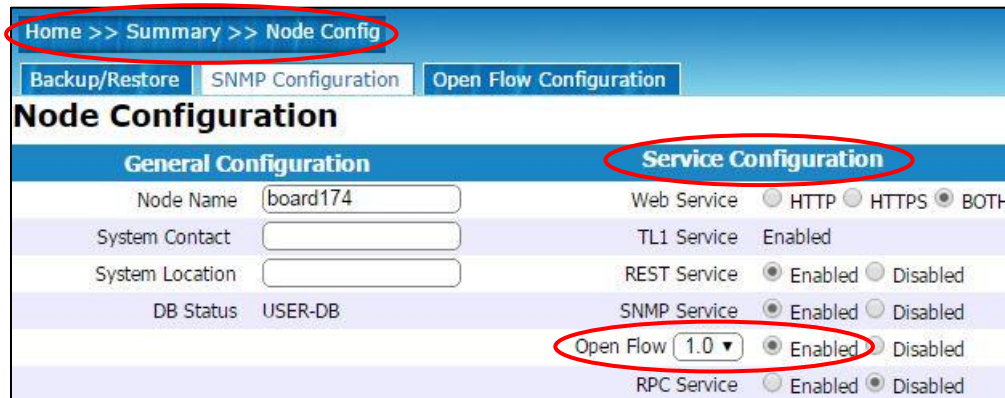 Home >> Summary >> Node Config
Backup/Restore SNMP Configuration Open Flow Configuration
Node Configuration
General Configuration Service Configuration
Node Name board174 Web Service HTTP HTTPS BOTH
System Contact TL1 Service Enabled
System Location REST Service Enabled Disabled
DB Status USER-DB SNMP Service Enabled Disabled
Open Flow 1.0 Enabled Disabled
RPC Service Enabled Disabled